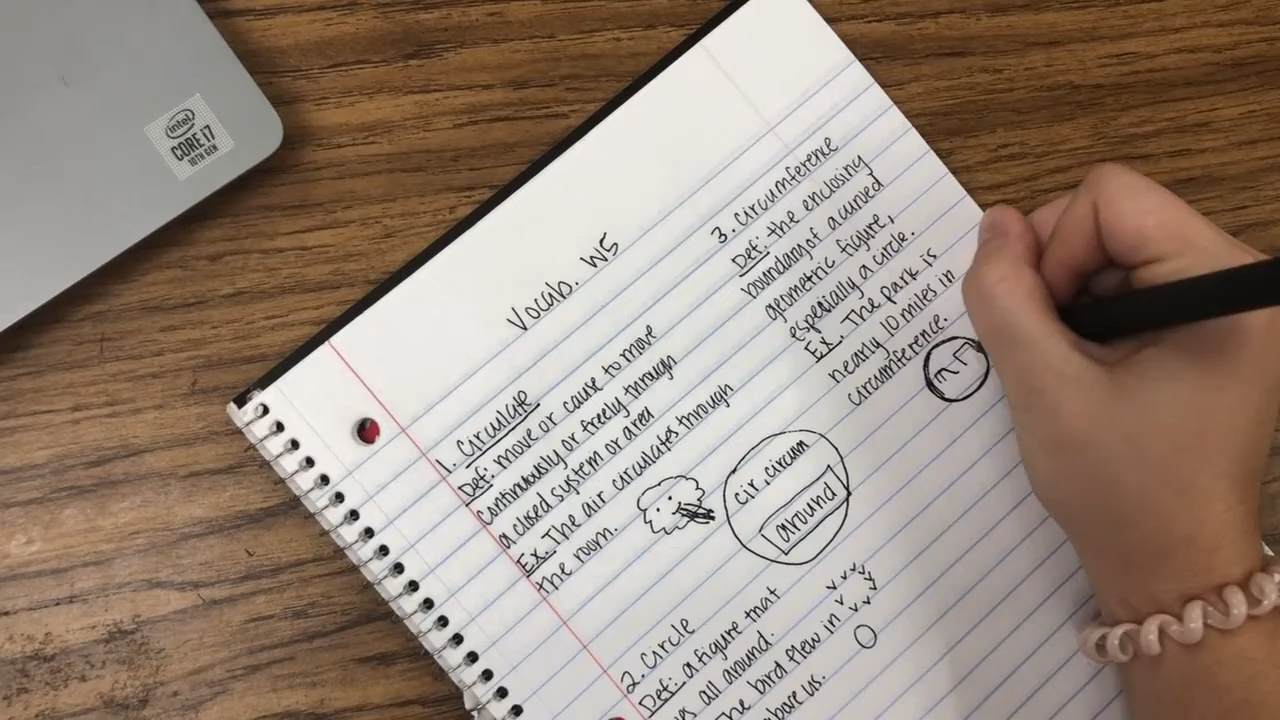 intel
CORE i7
10TH GEN
Vocab. W5
1. Circulate
Def: move or cause to move
continuously or freely through
a closed system or area
Ex. The air circulates through
the room.
cir, circum
around
2. Circle
Def: a figure that
all around.
The bird flew in
above us.
3. Circumference
Def: the enclosing
boundary of a curved
geometric figure,
especially a circle.
Ex. The park is
nearly 10 miles in
circumference.